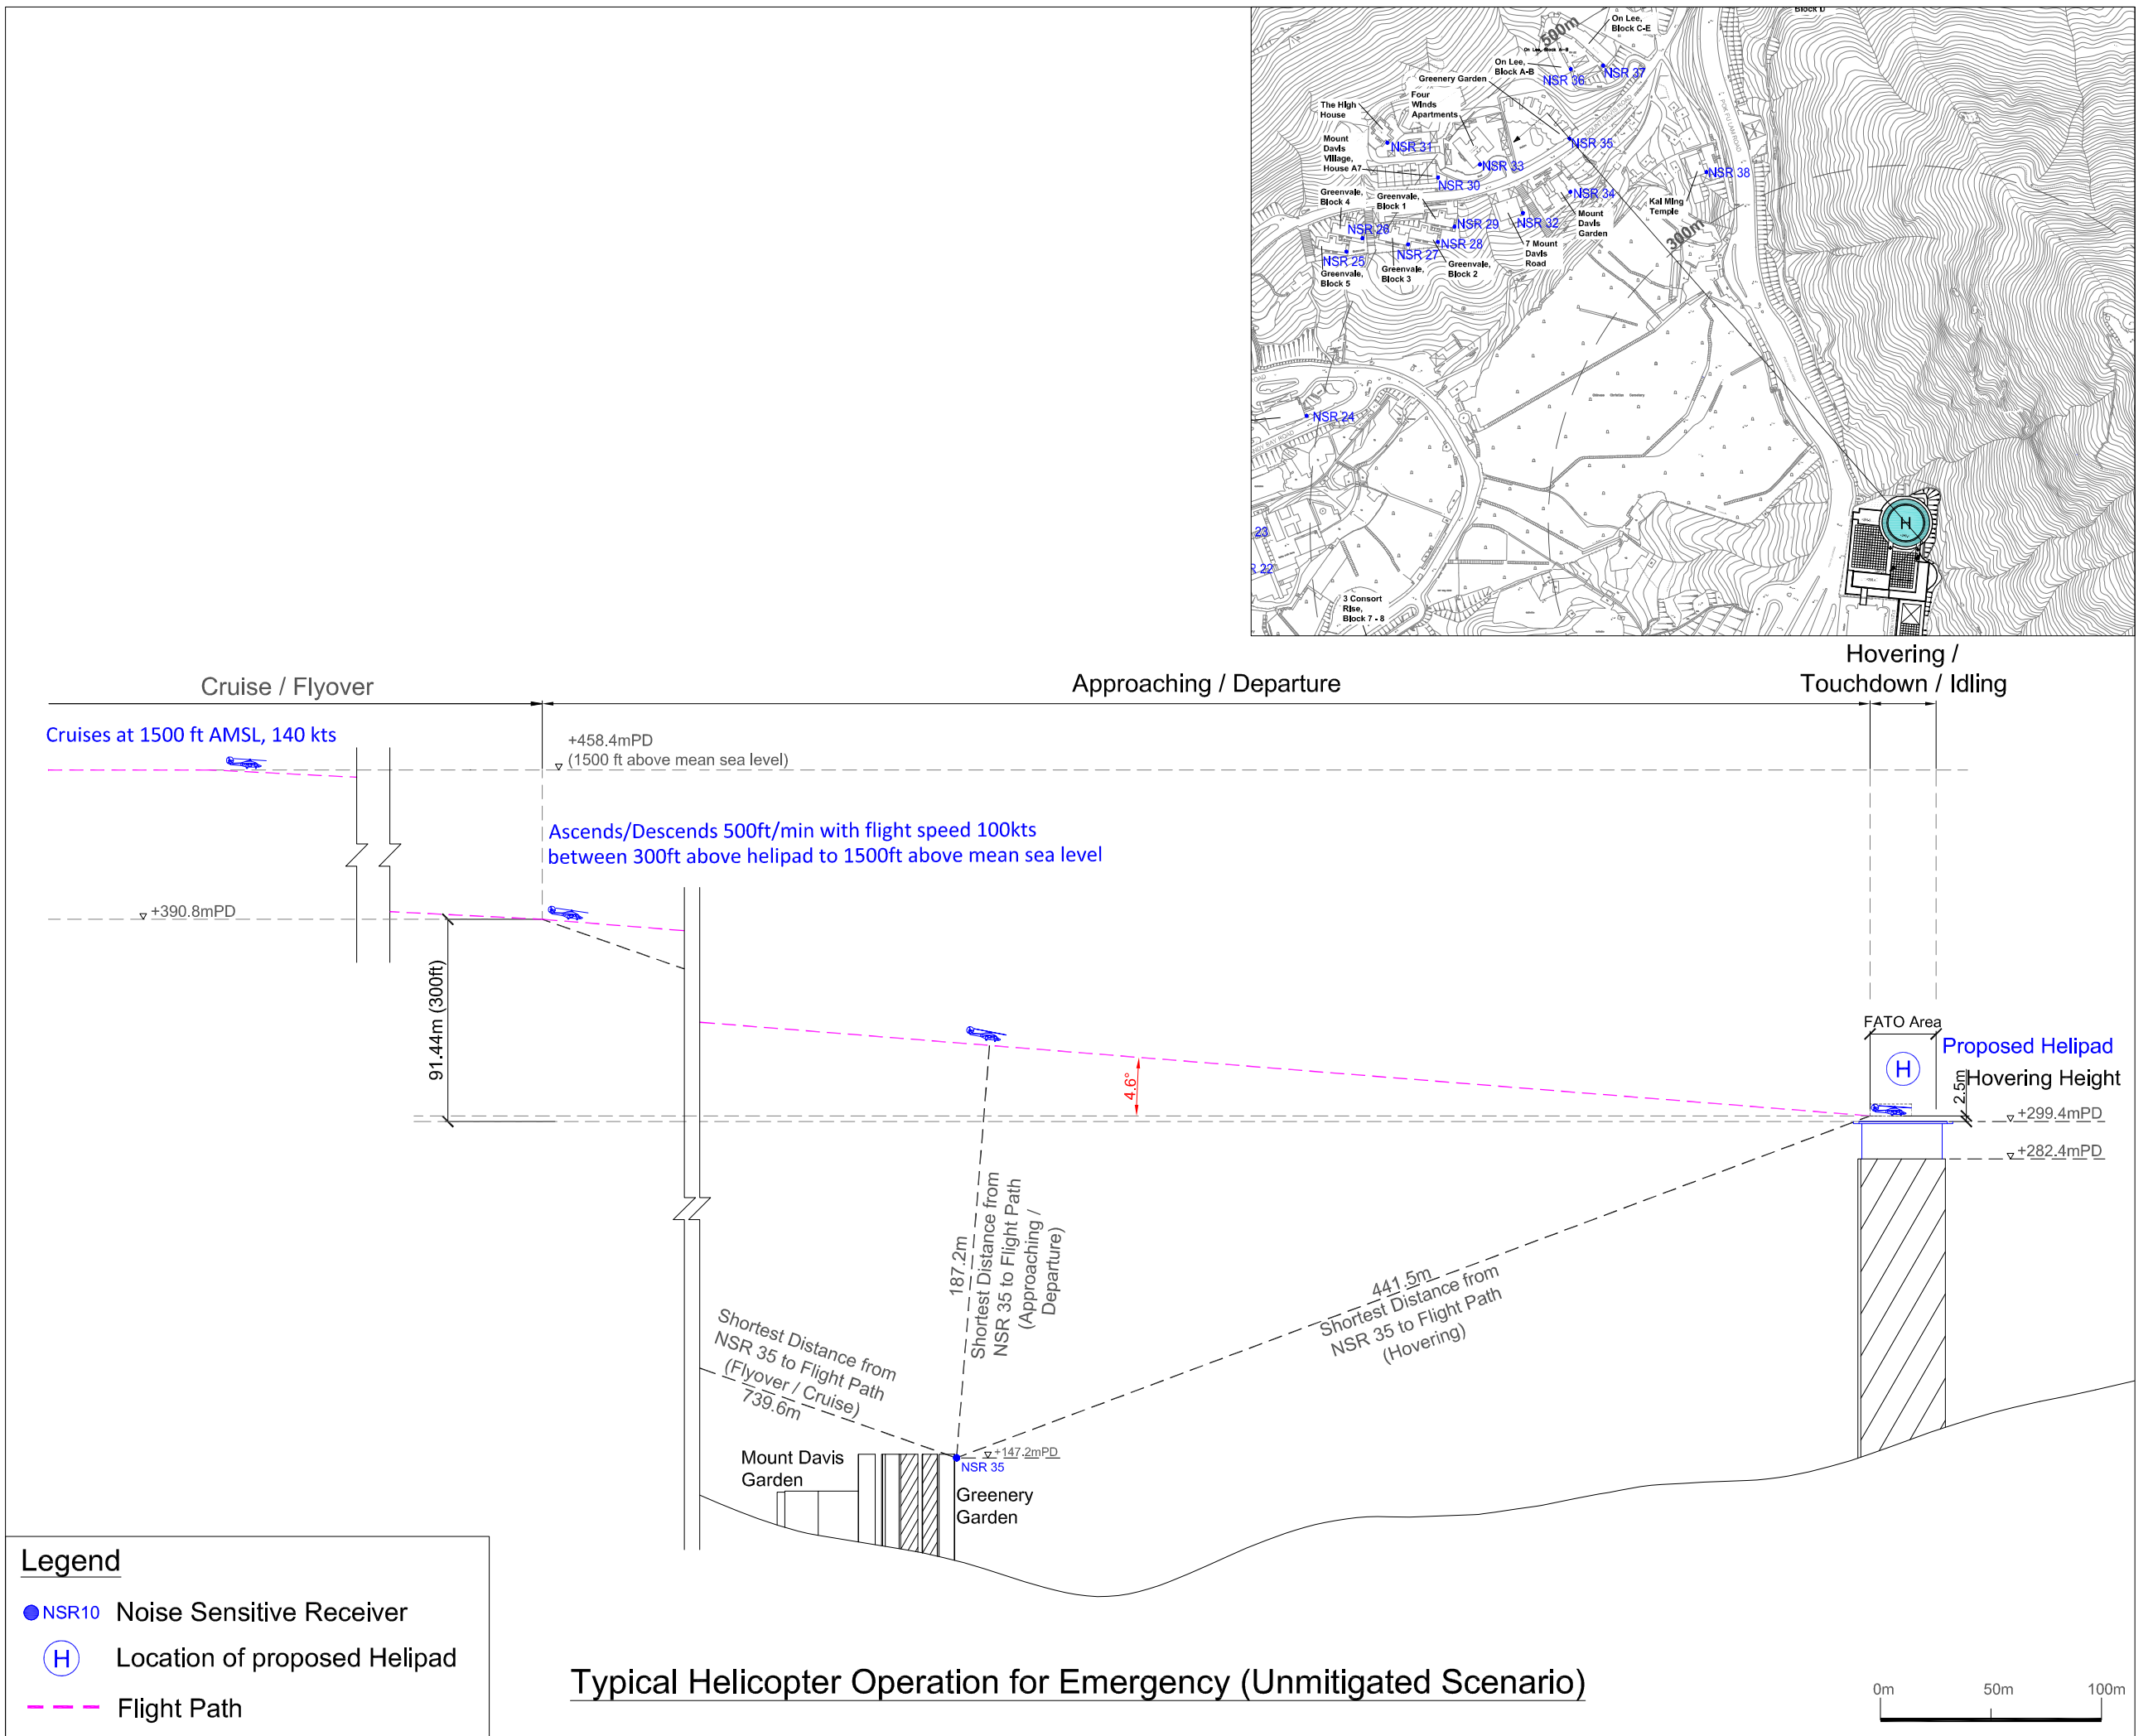 Block D
500m
On Lee,
Block C-E
On Lee,
Block A-B
NSR 36
NSR 37
Greenery Garden
Four
Winds
Apartments
The High
House
Mount
Davis
Village,
House A7
NSR 31
NSR 33
NSR 35
NSR 30
NSR 34
NSR 38
Kai Ming
Temple
Greenvale,
Block 4
Greenvale,
Block 1
NSR 29
NSR 32
Mount
Davis
Garden
300m
NSR 26
NSR 28
NSR 27
NSR 25
7 Mount
Davis
Road
Greenvale,
Block 5
Greenvale,
Block 3
Greenvale,
Block 2
MOUNT DAVIS ROAD
POK FU LAM ROAD
NSR 24
23
R 22
H
3 Consort
Rise,
Block 7 - 8
Cruise / Flyover
Approaching / Departure
Hovering /
Touchdown / Idling
Cruises at 1500 ft AMSL, 140 kts
+458.4mPD
(1500 ft above mean sea level)
Ascends/Descends 500ft/min with flight speed 100kts
between 300ft above helipad to 1500ft above mean sea level
+390.8mPD
91.44m (300ft)
4.6°
FATO Area
H
Proposed Helipad
2.5m
Hovering Height
+299.4mPD
+282.4mPD
187.2m
Shortest Distance from
NSR 35 to Flight Path
(Approaching /
Departure)
441.5m
Shortest Distance from
NSR 35 to Flight Path
(Hovering)
Shortest Distance from
NSR 35 to Flight Path
(Flyover / Cruise)
739.6m
+147.2mPD
NSR 35
Mount Davis
Garden
Greenery
Garden
Legend
NSR10 Noise Sensitive Receiver
H Location of proposed Helipad
Flight Path
Typical Helicopter Operation for Emergency (Unmitigated Scenario)
0m 50m 100m